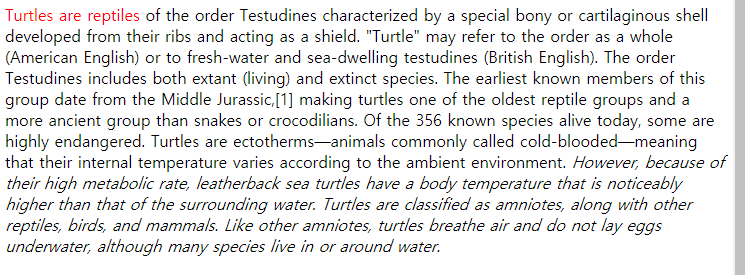 Turtles are reptiles of the order Testudines characterized by a special bony or cartilaginous shell
developed from their ribs and acting as a shield. "Turtle" may refer to the order as a whole
(American English) or to fresh-water and sea-dwelling testudines (British English). The order
Testudines includes both extant (living) and extinct species. The earliest known members of this
group date from the Middle Jurassic,[1] making turtles one of the oldest reptile groups and a
more ancient group than snakes or crocodilians. Of the 356 known species alive today, some are
highly endangered. Turtles are ectotherms—animals commonly called cold-blooded—meaning
that their internal temperature varies according to the ambient environment. However, because of
their high metabolic rate, leatherback sea turtles have a body temperature that is noticeably
higher than that of the surrounding water. Turtles are classified as amniotes, along with other
reptiles, birds, and mammals. Like other amniotes, turtles breathe air and do not lay eggs
underwater, although many species live in or around water.